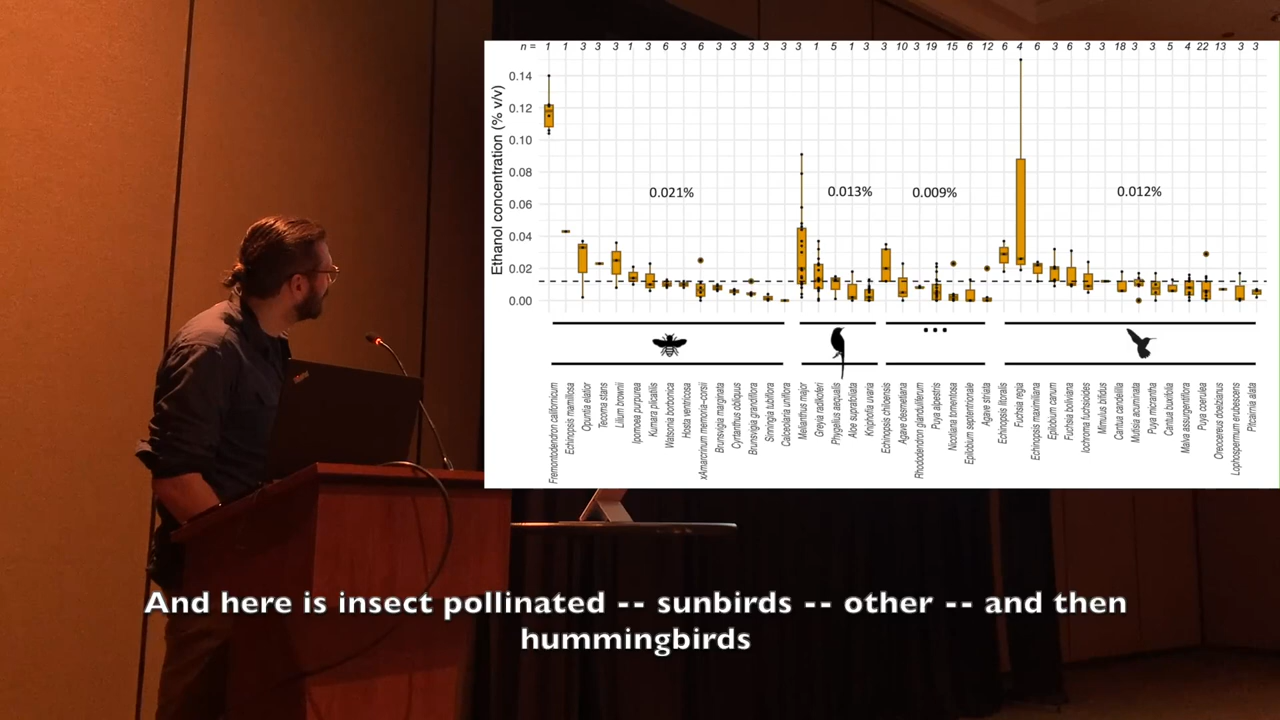 n = 1 1 3 3 3 1 3 6 3 6 3 3 3 3 3 3 1 5 1 3 3 10 3 19 15 6 12 6 4 6 3 6 3 3 18 3 3 5 4 22 13 3 3
Ethanol concentration (% v/v)
0.14
0.12
0.10
0.08
0.06
0.04
0.02
0.00
0.021%
0.013%
0.009%
0.012%
Fremontodendron californicum
Echinopsis mamillosa
Opuntia elatior
Tecoma stans
Lilium brownii
Ipomoea purpurea
Kumara plicatilis
Watsonia borbonica
Hosta ventricosa
xAmarcrinum memoria-corsii
Brunsvigia marginata
Cyrtanthus obliquus
Brunsvigia grandiflora
Sinningia tubiflora
Calceolaria uniflora
Melianthus major
Greyia radlkoferi
Phygelius aequalis
Aloe suprabilata
Kniphofia uvaria
Echinopsis chiloensis
Agave desmetiana
Rhododendron glanduliferum
Puya alpestris
Nicotiana tomentosa
Epilobium septentrionale
Agave striata
Echinopsis litoralis
Fuchsia regia
Echinopsis maximiliana
Epilobium canum
Fuchsia boliviana
Iochroma fuchsioides
Mimulus bifidus
Cantua candelilla
Mutisia acuminata
Puya micrantha
Cantua buxifolia
Malva assurgentiflora
Puya coerulea
Oreocereus doelzianus
Lophospermum erubescens
Pitcairnia alata
And here is insect pollinated -- sunbirds -- other -- and then
hummingbirds